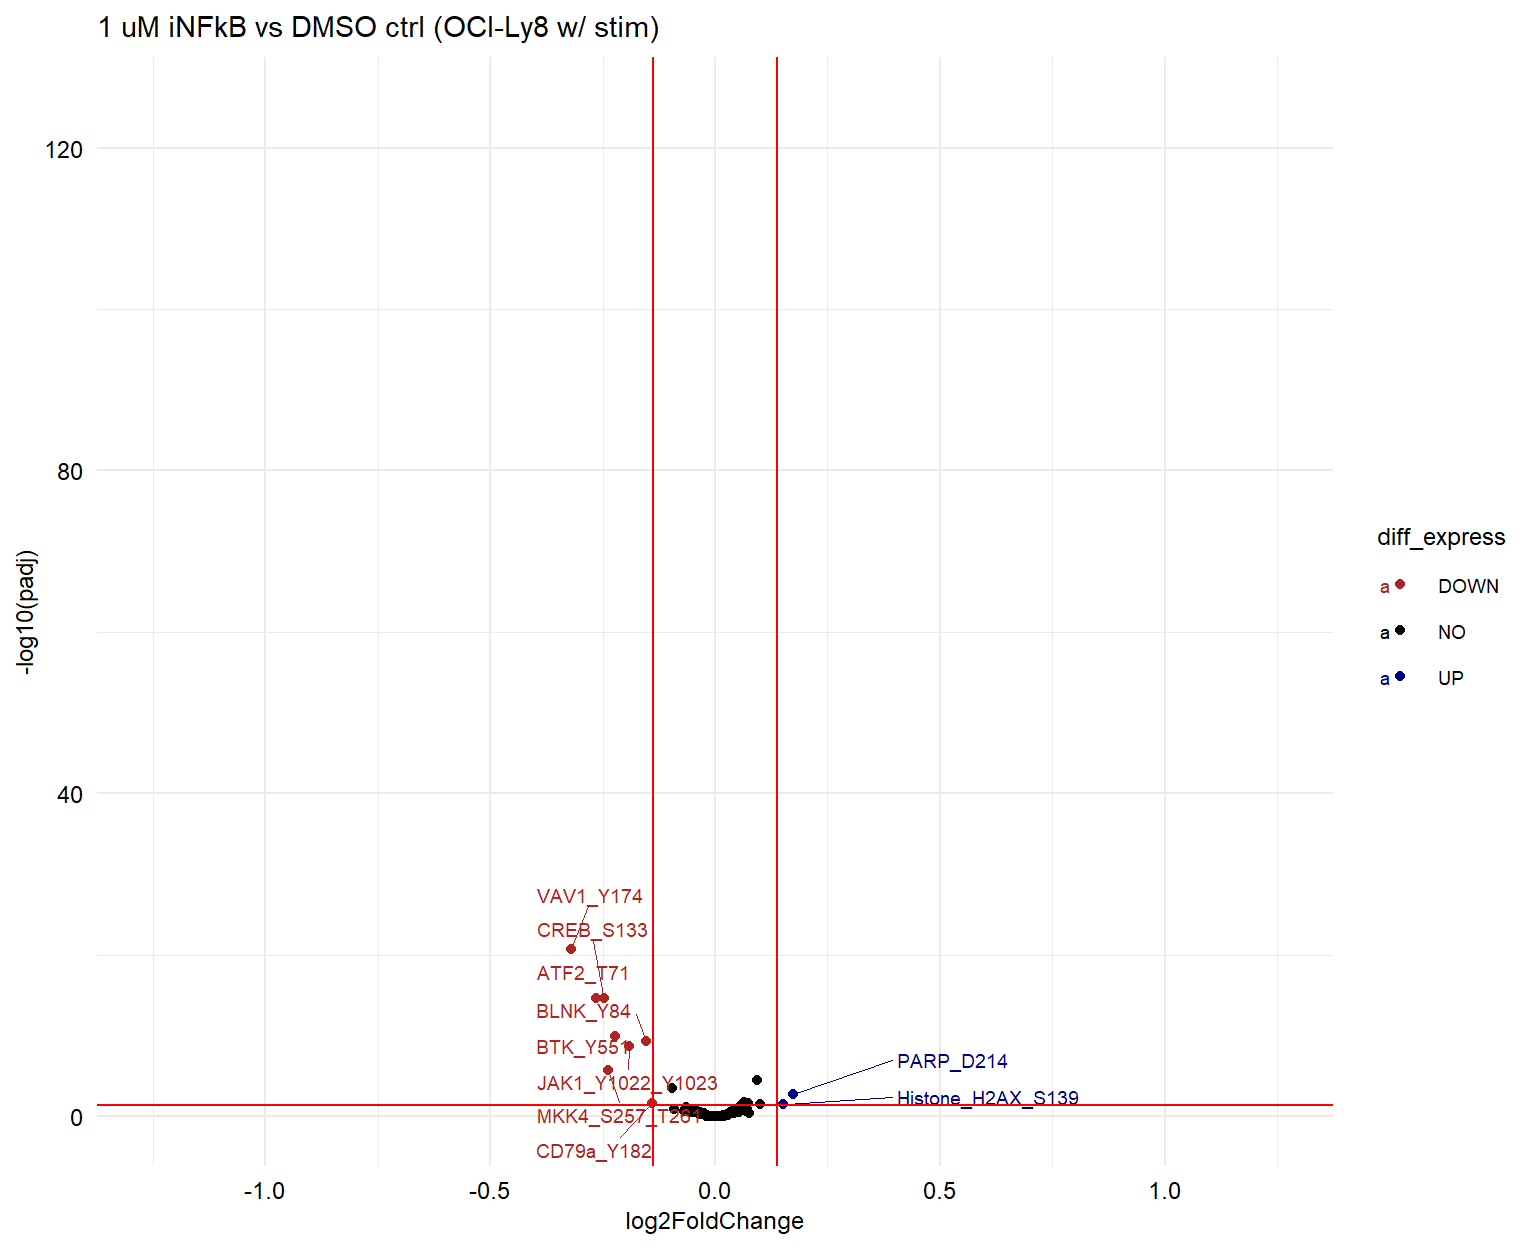 1 uM iNFkB vs DMSO ctrl (OCI-Ly8 w/ stim)
120
80
40
0
-log10(padj)
VAV1_Y174
CREB_S133
ATF2_T71
BLNK_Y84
BTK_Y551
JAK1_Y1022_Y1023
MKK4_S257_T261
CD79a_Y182
PARP_D214
Histone_H2AX_S139
-1.0
-0.5
0.0
0.5
1.0
log2FoldChange
diff_express
a DOWN
a NO
a UP